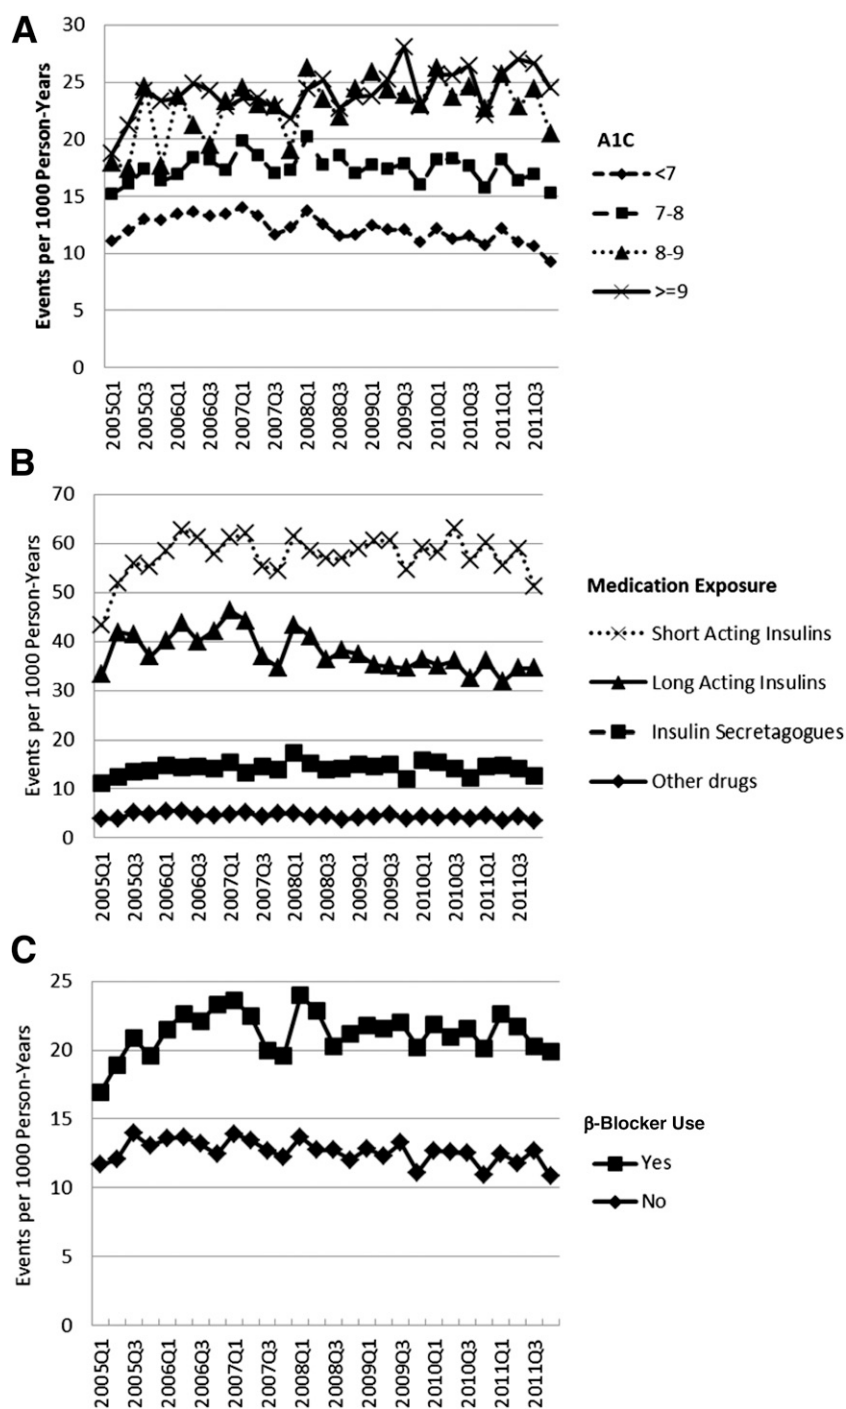 A
Events per 1000 Person-Years
30
25
20
15
10
5
0
2005Q1
2005Q3
2006Q1
2006Q3
2007Q1
2007Q3
2008Q1
2008Q3
2009Q1
2009Q3
2010Q1
2010Q3
2011Q1
2011Q3
A1C
<7
7-8
8-9
>=9
B
Events per 1000 Person-Years
70
60
50
40
30
20
10
0
2005Q1
2005Q3
2006Q1
2006Q3
2007Q1
2007Q3
2008Q1
2008Q3
2009Q1
2009Q3
2010Q1
2010Q3
2011Q1
2011Q3
Medication Exposure
Short Acting Insulins
Long Acting Insulins
Insulin Secretagogues
Other drugs
C
Events per 1000 Person-Years
25
20
15
10
5
0
2005Q1
2005Q3
2006Q1
2006Q3
2007Q1
2007Q3
2008Q1
2008Q3
2009Q1
2009Q3
2010Q1
2010Q3
2011Q1
2011Q3
β-Blocker Use
Yes
No